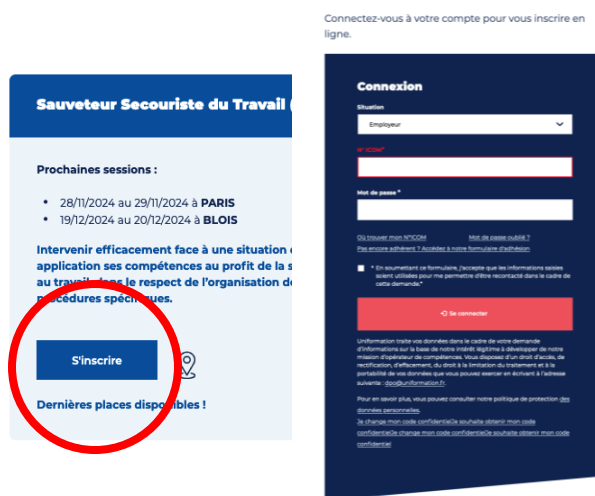 Connectez-vous à votre compte pour vous inscrire en
ligne.
Sauveteur Secouriste du Travail (
Prochaines sessions :
• 28/11/2024 au 29/11/2024 à PARIS
• 19/12/2024 au 20/12/2024 à BLOIS
Intervenir efficacement face à une situation
application ses compétences au profit de la s
au travail dans le respect de l'organisation de
procédures spécifiques.
S'inscrire
Dernières places disponibles !
Connexion
Situation
Employeur
N° ICOM*
Mot de passe *
Où trouver mon N°ICOM Mot de passe oublié ?
Pas encore adhérent ? Accédez à notre formulaire d'adhésion
* En soumettant ce formulaire, j'accepte que les informations saisies
soient utilisées pour me permettre d'être recontacté dans le cadre de
cette demande.*
Se connecter
Uniformation traite vos données dans le cadre de votre demande
d'informations sur la base de notre intérêt légitime à développer de notre
mission d'opérateur de compétences. Vous disposez d'un droit d'accès, de
rectification, d'effacement, du droit à la limitation du traitement et à la
portabilité de vos données que vous pouvez exercer en écrivant à l'adresse
suivante : dpo@uniformation.fr.
Pour en savoir plus, vous pouvez consulter notre politique de protection des
données personnelles.
Je change mon code confidentielJe souhaite obtenir mon code
confidentielJe change mon code confidentielJe souhaite obtenir mon code
confidentiel